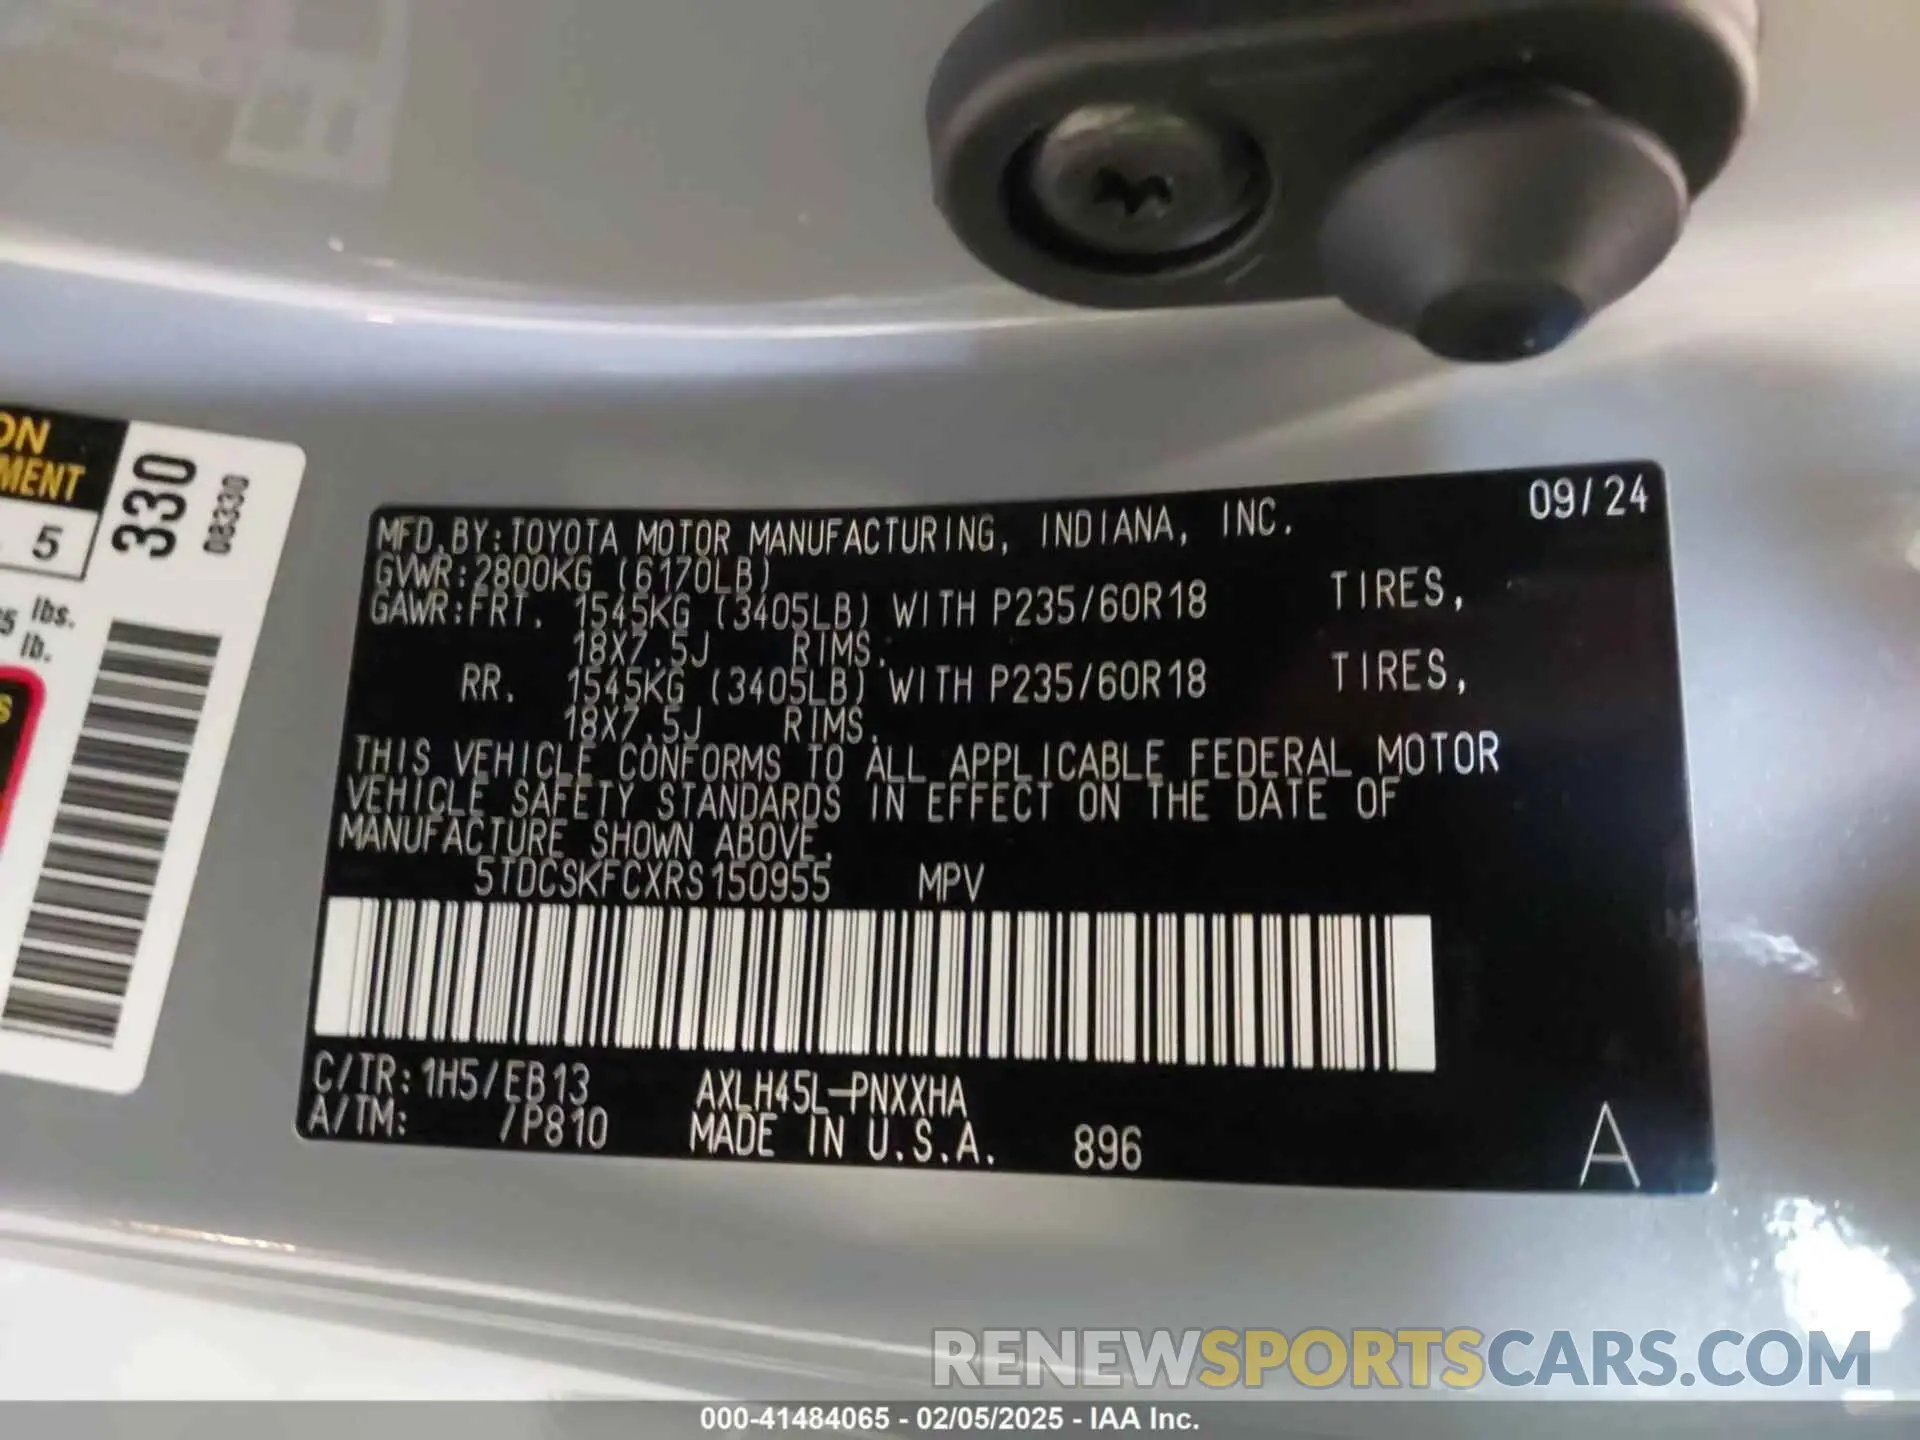 ON
MENT
330
08330
5
lbs.
lb.
S
MFD.BY:TOYOTA MOTOR MANUFACTURING, INDIANA, INC. 09/24
GVWR:2800KG (6170LB)
GAWR:FRT. 1545KG (3405LB) WITH P235/60R18 TIRES,
18X7.5J RIMS.
RR. 1545KG (3405LB) WITH P235/60R18 TIRES,
18X7.5J RIMS.
THIS VEHICLE CONFORMS TO ALL APPLICABLE FEDERAL MOTOR
VEHICLE SAFETY STANDARDS IN EFFECT ON THE DATE OF
MANUFACTURE SHOWN ABOVE.
5TDCSKFCXRS150955 MPV
C/TR:1H5/EB13 AXLH45L-PNXXHA
A/TM: /P810 MADE IN U.S.A. 896 A
RENEWSPORTSCARS.COM
000-41484065 - 02/05/2025 - IAA Inc.